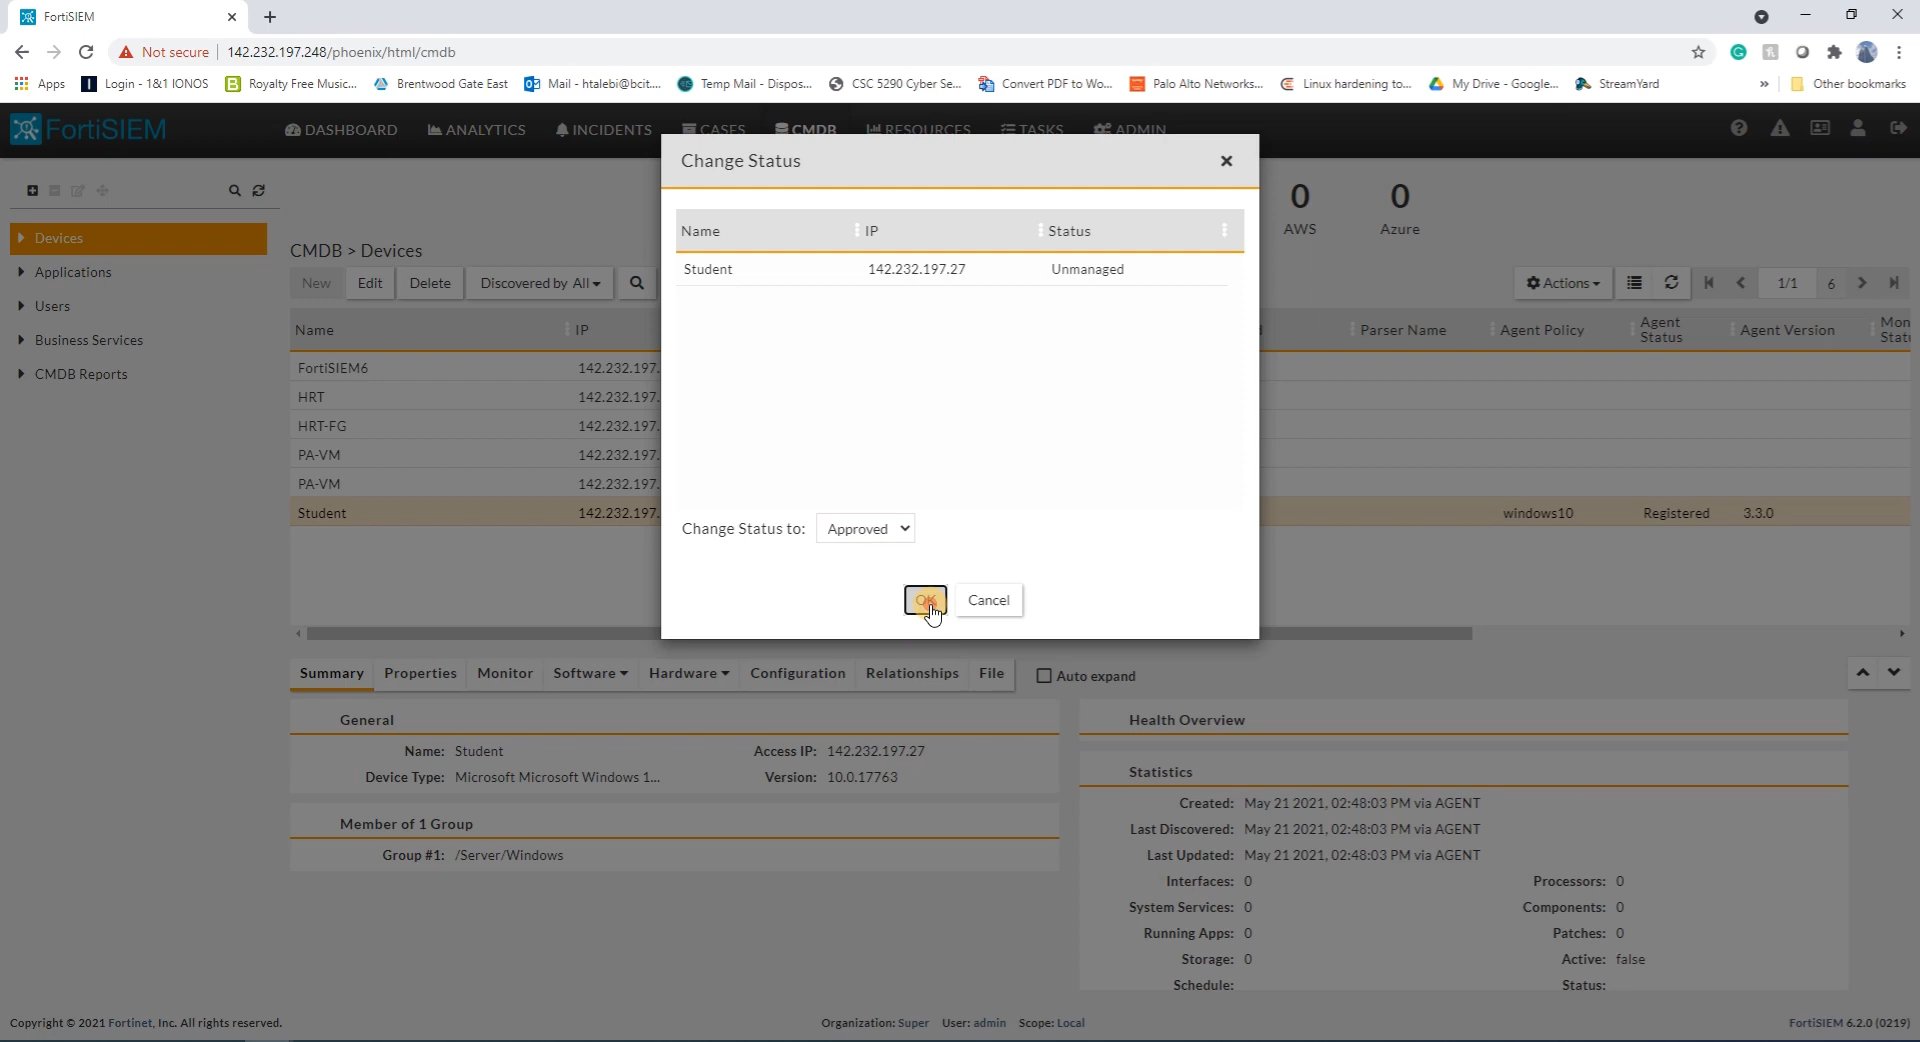 FortiSIEM
Not secure 142.232.197.248/phoenix/html/cmdb
Apps Login - 1&1 IONOS Royalty Free Music... Brentwood Gate East Mail - htalebi@bcit.... Temp Mail - Dispos... CSC 5290 Cyber Se... Convert PDF to Wo... Palo Alto Networks... Linux hardening to... My Drive - Google... StreamYard » Other bookmarks
FortiSIEM DASHBOARD ANALYTICS INCIDENTS CASES CMDB RESOURCES TASKS ADMIN
Change Status
Name IP Status
Student 142.232.197.27 Unmanaged
Change Status to: Approved
OK Cancel
0 0
AWS Azure
Devices
Applications
Users
Business Services
CMDB Reports
CMDB > Devices
New Edit Delete Discovered by All Actions 1/1 6
Name IP Parser Name Agent Policy Agent Status Agent Version Mon Statu
FortiSIEM6 142.232.197.
HRT 142.232.197.
HRT-FG 142.232.197.
PA-VM 142.232.197.
PA-VM 142.232.197.
Student 142.232.197. windows10 Registered 3.3.0
Summary Properties Monitor Software Hardware Configuration Relationships File Auto expand
General
Name: Student Access IP: 142.232.197.27
Device Type: Microsoft Microsoft Windows 1... Version: 10.0.17763
Member of 1 Group
Group #1: /Server/Windows
Health Overview
Statistics
Created: May 21 2021, 02:48:03 PM via AGENT
Last Discovered: May 21 2021, 02:48:03 PM via AGENT
Last Updated: May 21 2021, 02:48:03 PM via AGENT
Interfaces: 0 Processors: 0
System Services: 0 Components: 0
Running Apps: 0 Patches: 0
Storage: 0 Active: false
Schedule: Status:
Copyright © 2021 Fortinet, Inc. All rights reserved. Organization: Super User: admin Scope: Local FortiSIEM 6.2.0 (0219)